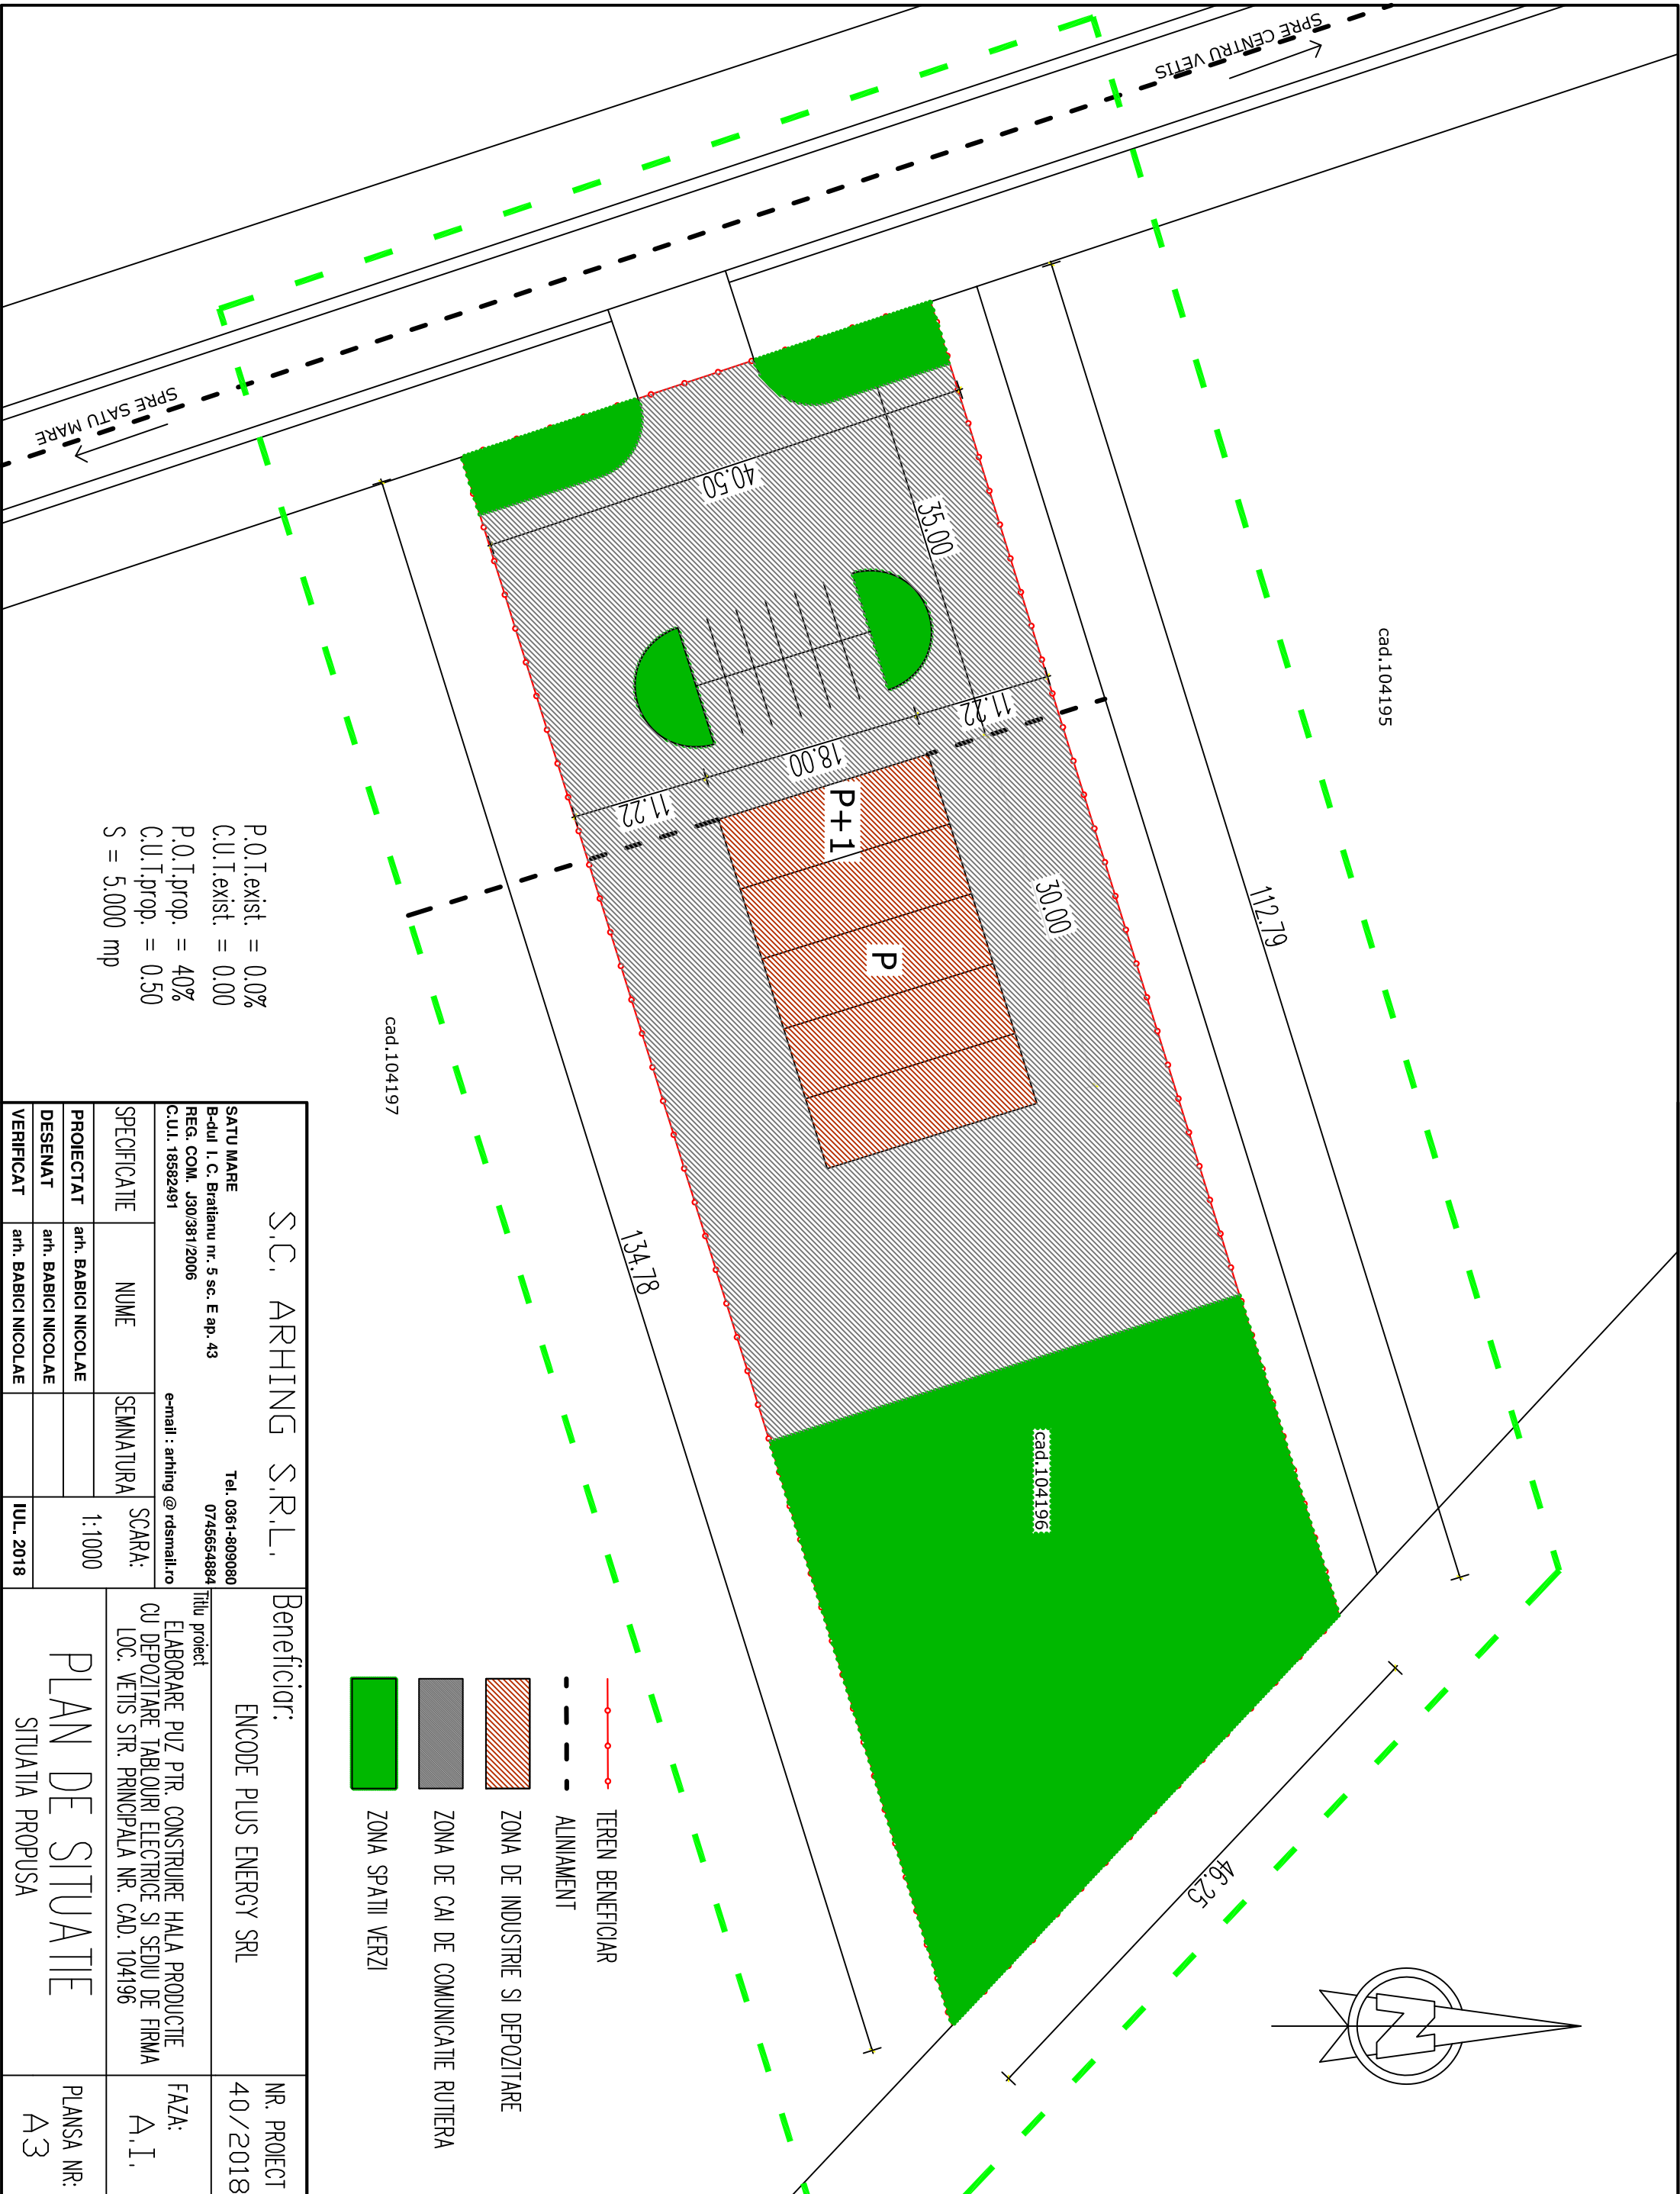 SPRE CENTRU VETIS
SPRE SATU MARE
cad.104195
112.79
40.50
35.00
11.22
18.00
11.22
P+1
P
30.00
134.78
cad.104196
cad.104197
46.25
N
P.O.T.exist. = 0.0%
C.U.T.exist. = 0.00
P.O.T.prop. = 40%
C.U.T.prop. = 0.50
S = 5.000 mp
TEREN BENEFICIAR
ALINIAMENT
ZONA DE INDUSTRIE SI DEPOZITARE
ZONA DE CAI DE COMUNICATIE RUTIERA
ZONA SPATII VERZI
S.C. ARHING S.R.L.
SATU MARE
B-dul I. C. Bratianu nr. 5 sc. E ap. 43
REG. COM. J30/381/2006
C.U.I. 18582491
Tel. 0361-809080
0745654884
e-mail : arhing @ rdsmail.ro
SPECIFICATIE NUME SEMNATURA
PROIECTAT arh. BABICI NICOLAE
DESENAT arh. BABICI NICOLAE
VERIFICAT arh. BABICI NICOLAE
SCARA:
1:1000
IUL. 2018
Beneficiar:
ENCODE PLUS ENERGY SRL
Titlu proiect
ELABORARE PUZ PTR. CONSTRUIRE HALA PRODUCTIE
CU DEPOZITARE TABLOURI ELECTRICE SI SEDIU DE FIRMA
LOC. VETIS STR. PRINCIPALA NR. CAD. 104196
PLAN DE SITUATIE
SITUATIA PROPUSA
NR. PROIECT
40/2018
FAZA:
A.I.
PLANSA NR:
A3